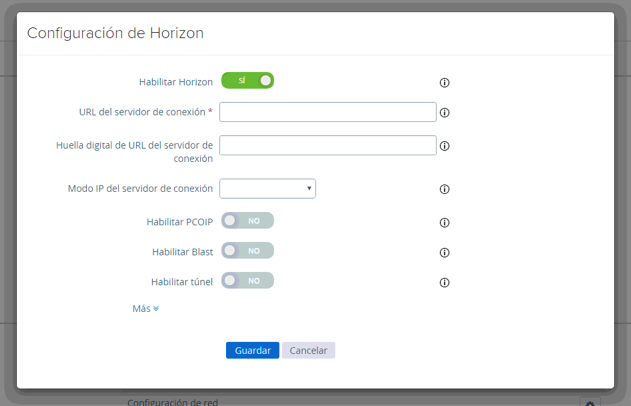 Configuración de Horizon
Habilitar Horizon SÍ
URL del servidor de conexión *
Huella digital de URL del servidor de
conexión
Modo IP del servidor de conexión
Habilitar PCOIP NO
Habilitar Blast NO
Habilitar túnel NO
Más
Guardar Cancelar
Configuración de red